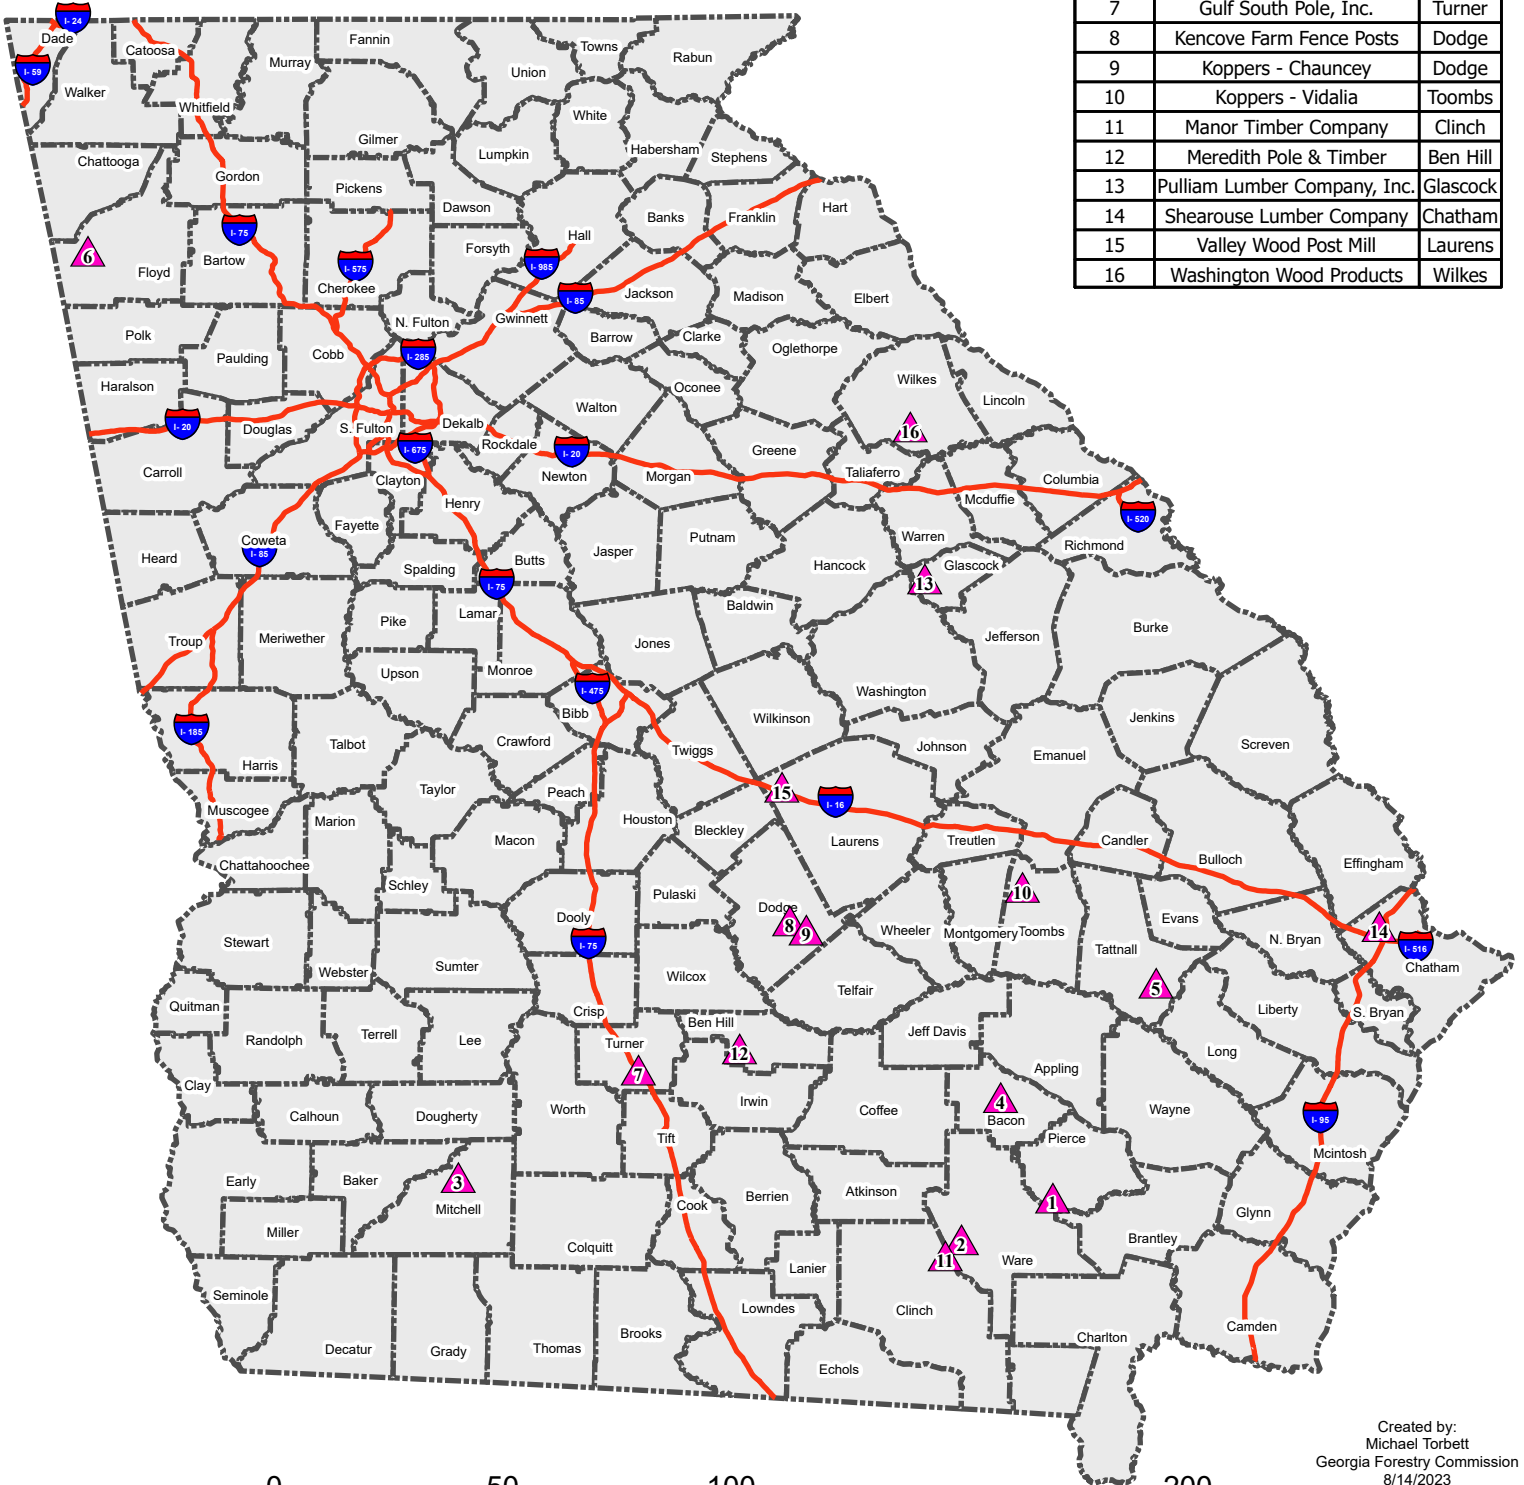 7 Gulf South Pole, Inc. Turner
8 Kencove Farm Fence Posts Dodge
9 Koppers - Chauncey Dodge
10 Koppers - Vidalia Toombs
11 Manor Timber Company Clinch
12 Meredith Pole & Timber Ben Hill
13 Pulliam Lumber Company, Inc. Glascock
14 Shearouse Lumber Company Chatham
15 Valley Wood Post Mill Laurens
16 Washington Wood Products Wilkes
I- 24
Dade
Catoosa
Fannin
Towns
Rabun
I- 59
Murray
Union
Walker
Whitfield
White
Gilmer
Lumpkin
Habersham
Stephens
Chattooga
Gordon
Pickens
Dawson
Banks
Franklin
Hart
I- 75
Forsyth
Hall
6
Floyd
Bartow
I- 575
I- 985
Cherokee
Jackson
Madison
Elbert
I- 85
N. Fulton
Gwinnett
Polk
Paulding
Cobb
I- 285
Barrow
Clarke
Oglethorpe
Haralson
Oconee
Wilkes
Lincoln
I- 20
Douglas
S. Fulton
Dekalb
Walton
16
Rockdale
I- 675
I- 20
Greene
Carroll
Clayton
Newton
Morgan
Taliaferro
Columbia
Henry
Mcduffie
I- 520
Fayette
Coweta
I- 85
Putnam
Warren
Richmond
Heard
Spalding
Butts
Jasper
Hancock
Glascock
I- 75
13
Lamar
Baldwin
Pike
Troup
Meriwether
Jones
Jefferson
Burke
Upson
Monroe
I- 475
Washington
I- 185
Bibb
Wilkinson
Jenkins
Talbot
Crawford
Twiggs
Johnson
Emanuel
Screven
Harris
Taylor
Peach
15
I- 16
Muscogee
Marion
Houston
Bleckley
Macon
Laurens
Treutlen
Candler
Bulloch
Effingham
Chattahoochee
Schley
Pulaski
10
Dooly
Dodge
8
9
Evans
Stewart
I- 75
Wheeler
Montgomery
Toombs
Tattnall
N. Bryan
14
I- 516
Chatham
Webster
Sumter
Wilcox
Telfair
5
Quitman
Crisp
Liberty
S. Bryan
Randolph
Terrell
Lee
Ben Hill
Jeff Davis
Turner
12
Long
7
Appling
Clay
Irwin
Calhoun
Dougherty
Worth
Coffee
4
Bacon
Wayne
I- 95
Tift
Pierce
Mcintosh
Early
Baker
3
Mitchell
Berrien
Atkinson
Cook
1
Glynn
Miller
Colquitt
2
11
Ware
Brantley
Lanier
Seminole
Lowndes
Clinch
Camden
Decatur
Grady
Thomas
Brooks
Charlton
Echols
Created by:
Michael Torbett
Georgia Forestry Commission
8/14/2023
0 50 100 200